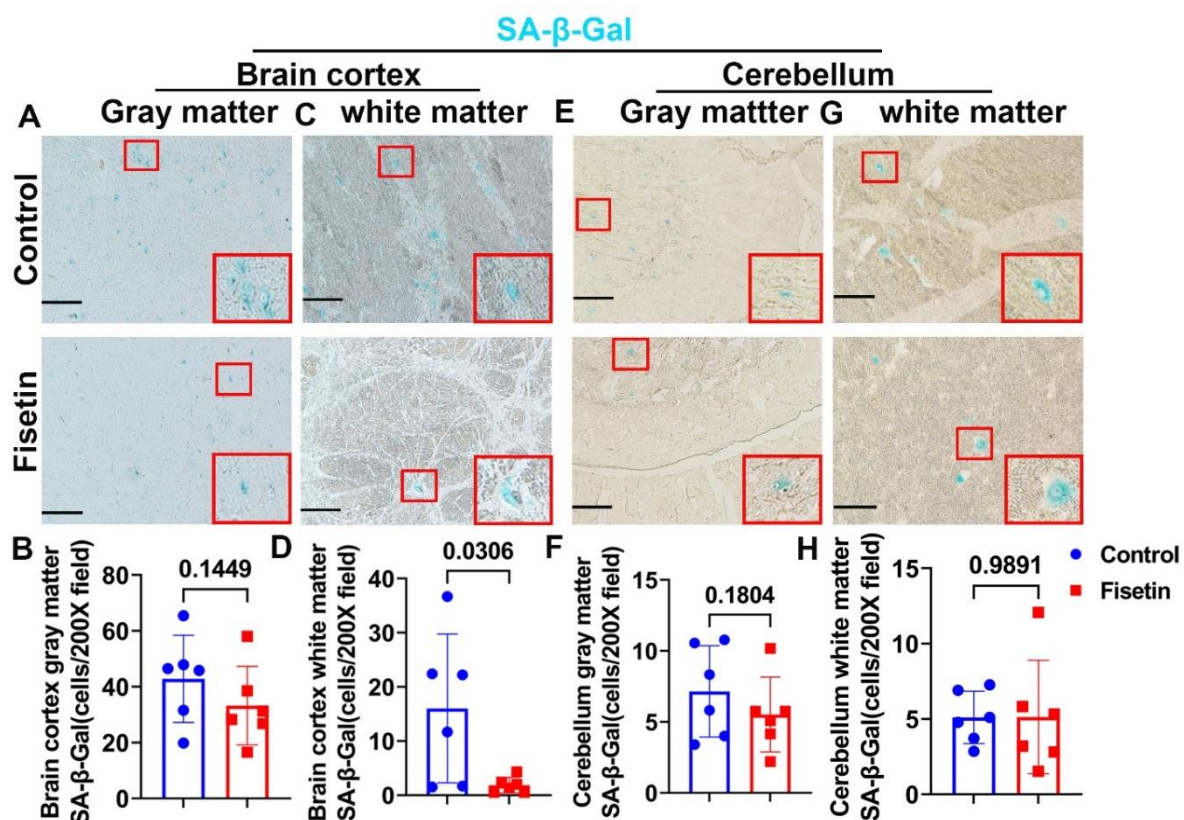 SA-β-Gal
Brain cortex
Cerebellum
A Gray matter C white matter E Gray mattter G white matter
Control
Fisetin
B
Brain cortex gray matter
SA-β-Gal(cells/200X field)
80
60
40
20
0
0.1449
D
Brain cortex white matter
SA-β-Gal(cells/200X field)
40
30
20
10
0
0.0306
F
Cerebellum gray matter
SA-β-Gal(cells/200X field)
15
10
5
0
0.1804
H
Cerebellum white matter
SA-β-Gal(cells/200X field)
15
10
5
0
0.9891
Control
Fisetin